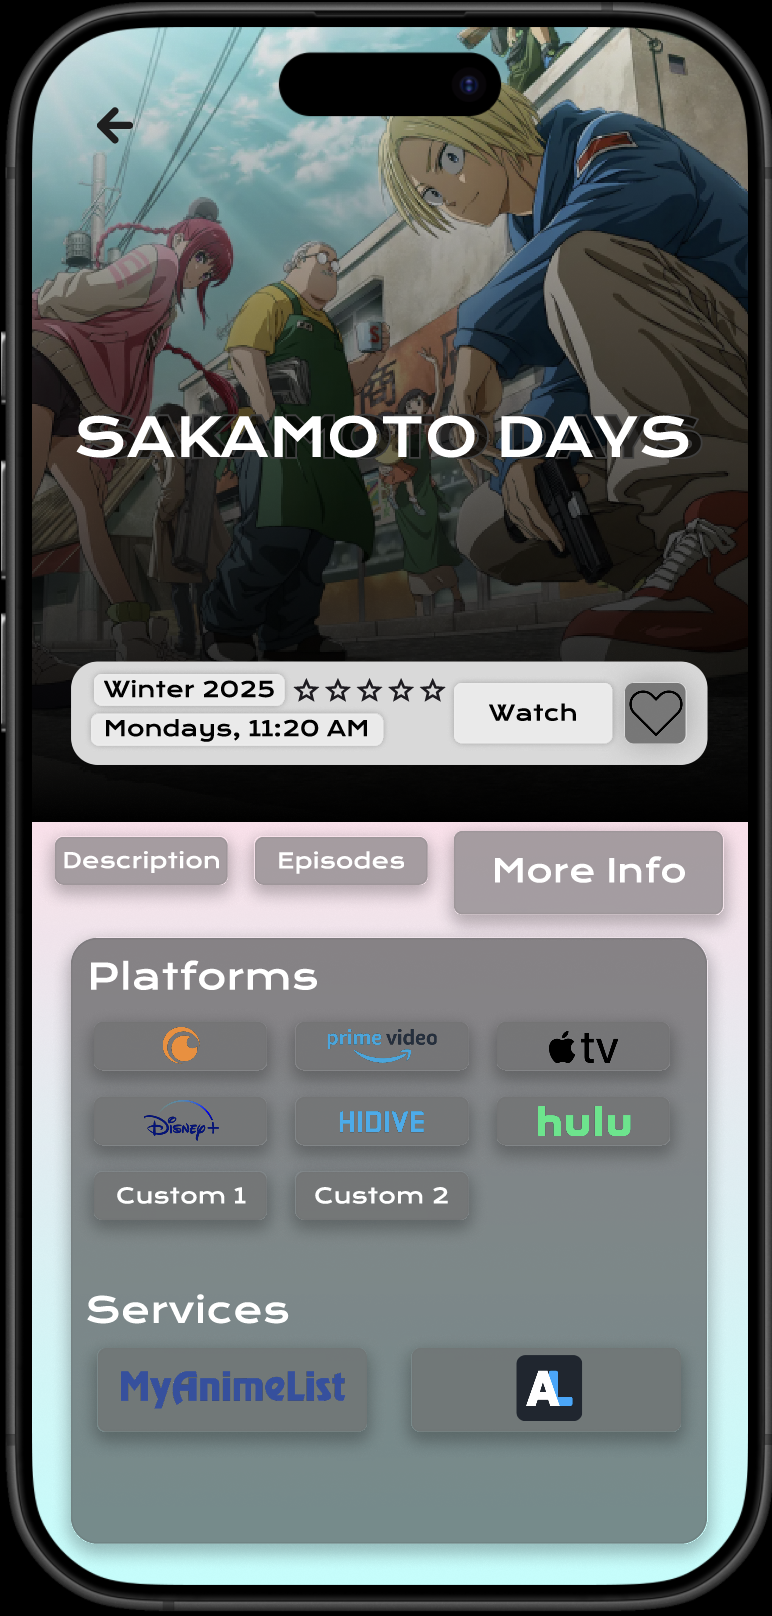 SAKAMOTO DAYS
Winter 2025
Mondays, 11:20 AM
Watch
Description
Episodes
More Info
Platforms
prime video
tv
Disney+
HIDIVE
hulu
Custom 1
Custom 2
Services
MyAnimeList
AL